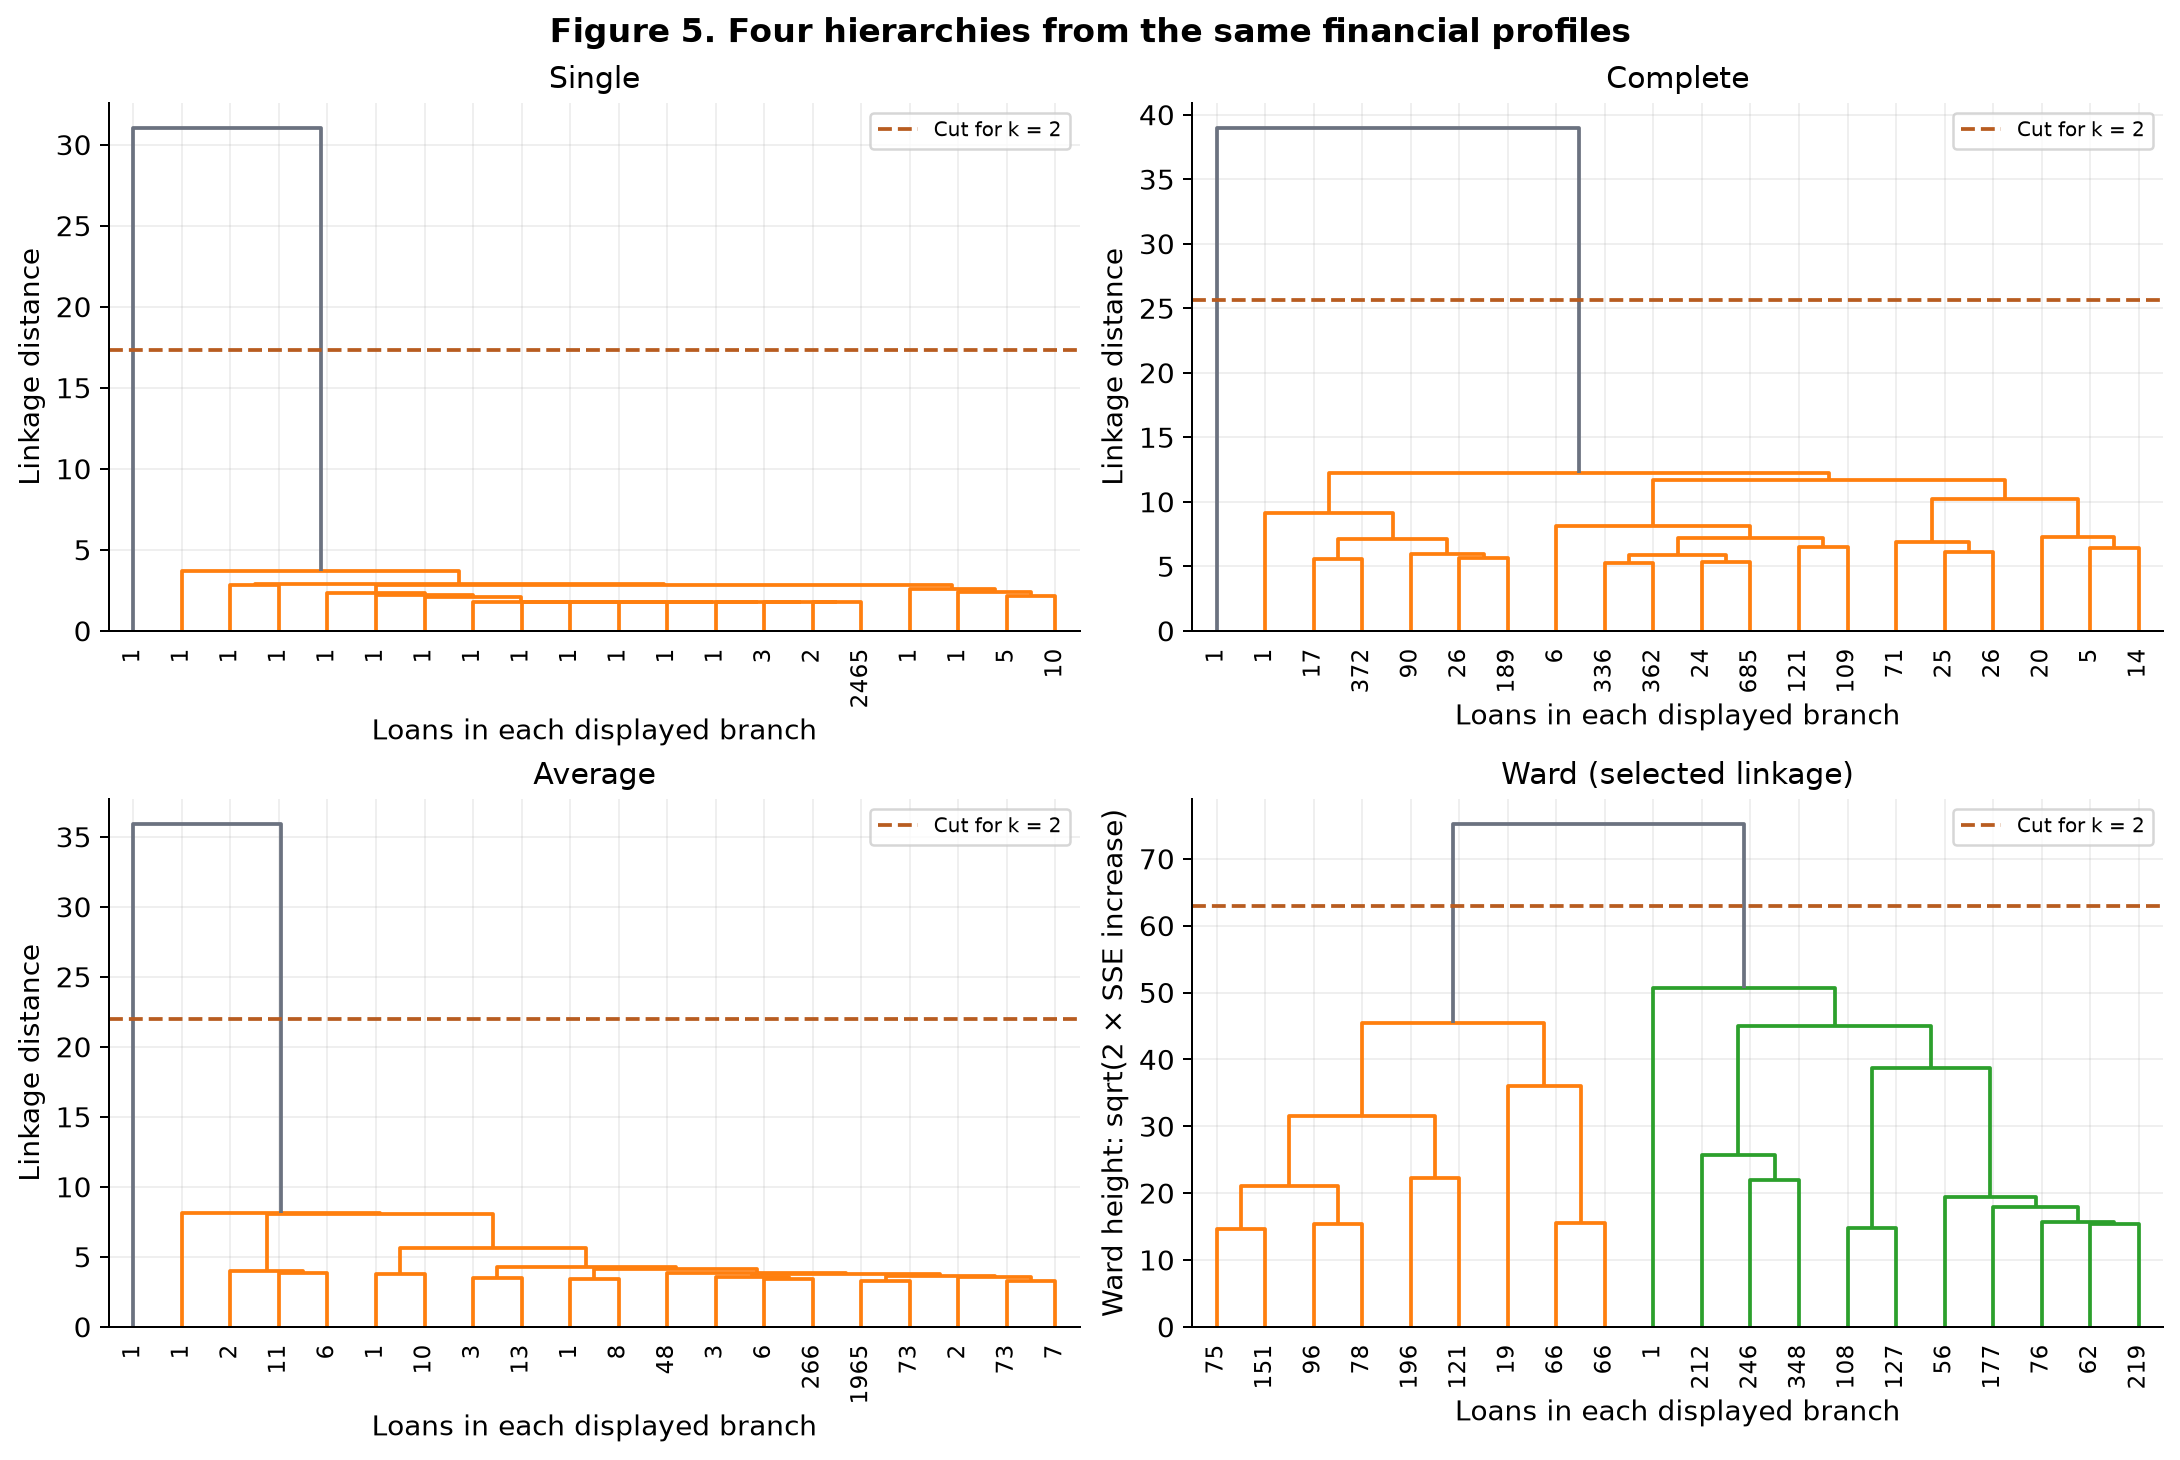 Figure 5. Four hierarchies from the same financial profiles
Single
Cut for k = 2
Linkage distance
30
25
20
15
10
5
0
1 1 1 1 1 1 1 1 1 1 1 1 1 3 2 2465 1 1 5 10
Loans in each displayed branch
Complete
Cut for k = 2
Linkage distance
40
35
30
25
20
15
10
5
0
1 1 17 372 90 26 189 6 336 362 24 685 121 109 71 25 26 20 5 14
Loans in each displayed branch
Average
Cut for k = 2
Linkage distance
35
30
25
20
15
10
5
0
1 1 2 11 6 1 10 3 13 1 8 48 3 6 266 1965 73 2 73 7
Loans in each displayed branch
Ward (selected linkage)
Cut for k = 2
Ward height: sqrt(2 × SSE increase)
70
60
50
40
30
20
10
0
75 151 96 78 196 121 19 66 66 1 212 246 348 108 127 56 177 76 62 219
Loans in each displayed branch